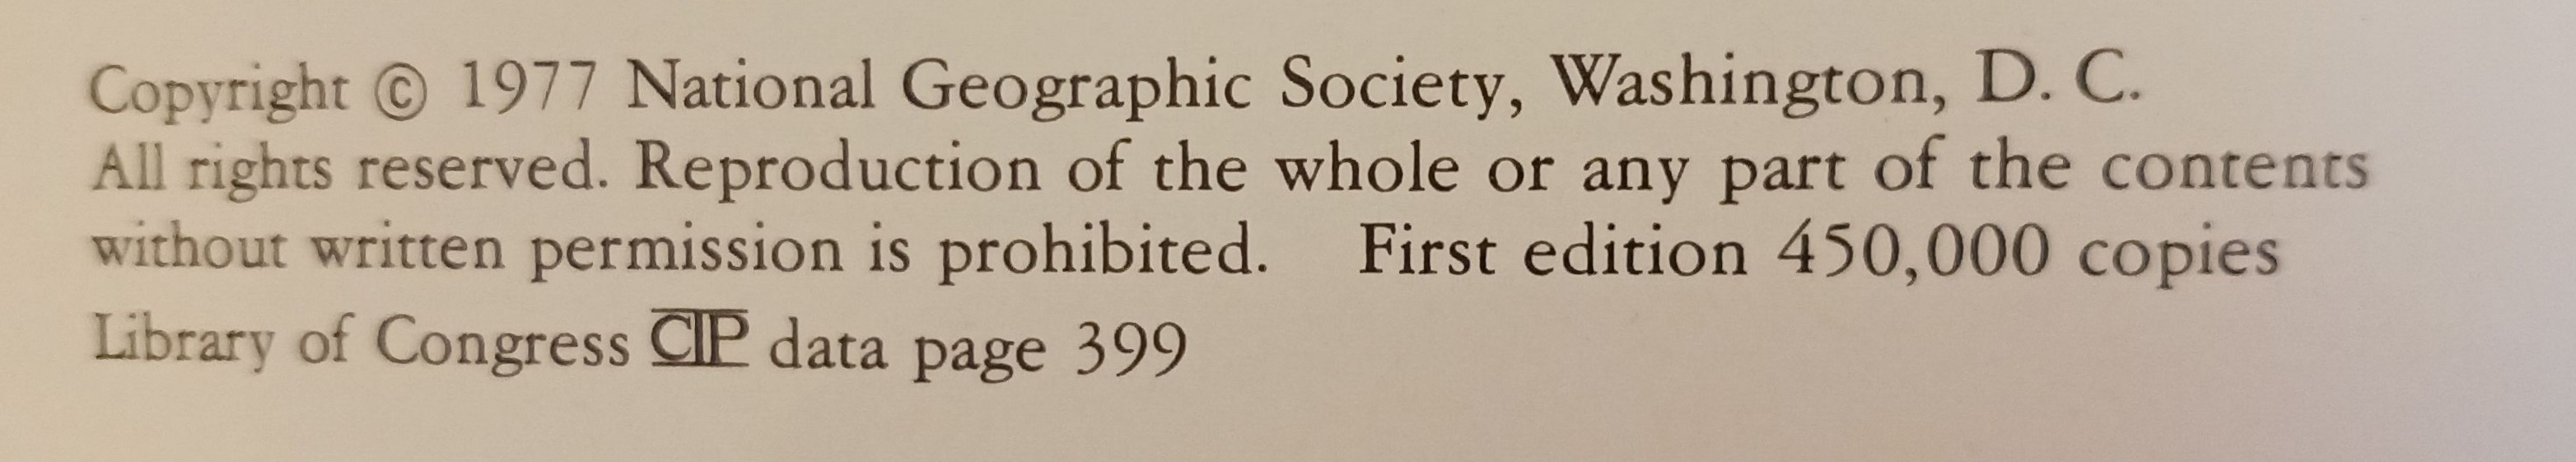 Copyright © 1977 National Geographic Society, Washington, D. C.
All rights reserved. Reproduction of the whole or any part of the contents
without written permission is prohibited. First edition 450,000 copies
Library of Congress CIP data page 399